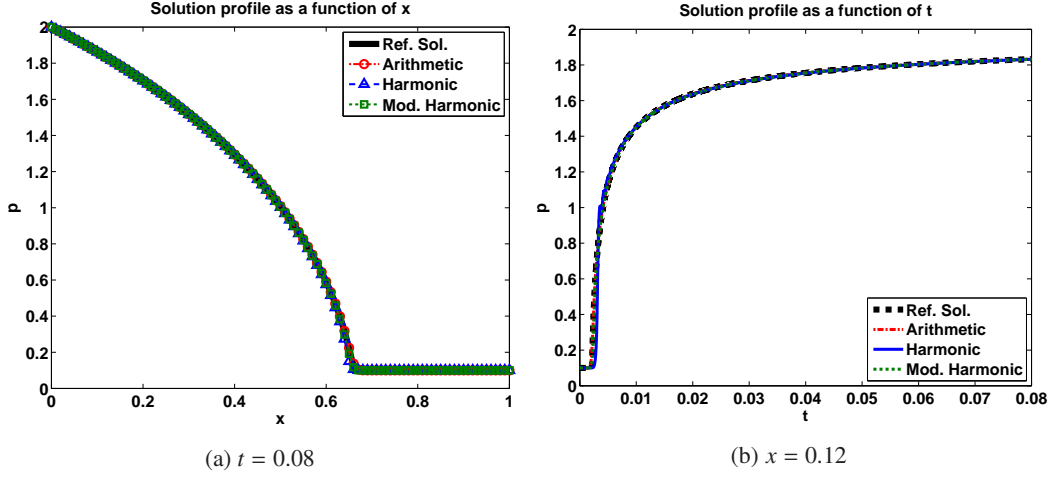 Solution profile as a function of x
2
1.8
1.6
1.4
1.2
1
0.8
0.6
0.4
0.2
0
p
Ref. Sol.
Arithmetic
Harmonic
Mod. Harmonic
0 0.2 0.4 0.6 0.8 1
x
(a) t = 0.08
Solution profile as a function of t
2
1.8
1.6
1.4
1.2
1
0.8
0.6
0.4
0.2
0
p
Ref. Sol.
Arithmetic
Harmonic
Mod. Harmonic
0 0.01 0.02 0.03 0.04 0.05 0.06 0.07 0.08
t
(b) x = 0.12